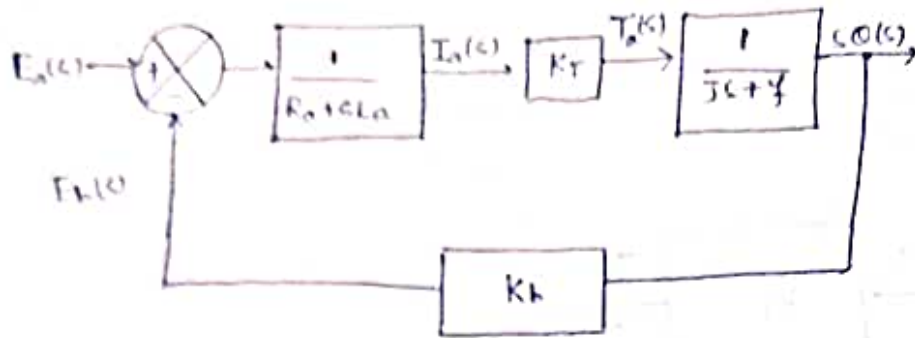 Ea(s)
+
-
1
Ra+SLa
Ia(s)
KT
Ta(s)
1
Js+f
sθ(s)
Eb(s)
Kb